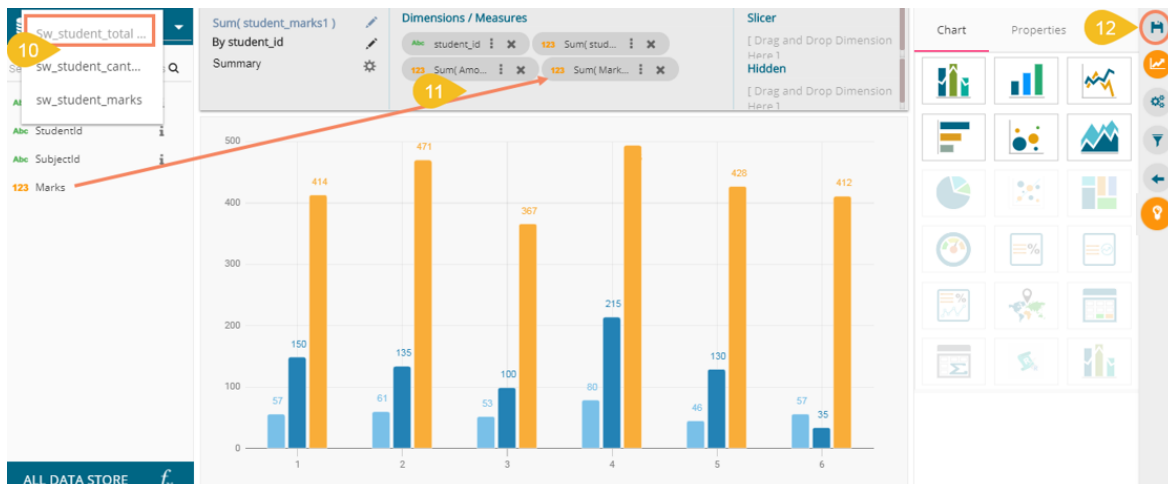 Sw_student_total ...
10
sw_student_cant...
sw_student_marks
Abc StudentId
Abc SubjectId
123 Marks
ALL DATA STORE
Sum( student_marks1 )
By student_id
Summary
Dimensions / Measures
Abc student_id
123 Sum( stud...
123 Sum( Amo...
123 Sum( Mark...
11
Slicer
[ Drag and Drop Dimension
Here ]
Hidden
[ Drag and Drop Dimension
Here ]
Chart
Properties
12
500
400
300
200
100
0
57
150
414
61
135
471
53
100
367
80
215
46
130
428
57
35
412
1
2
3
4
5
6